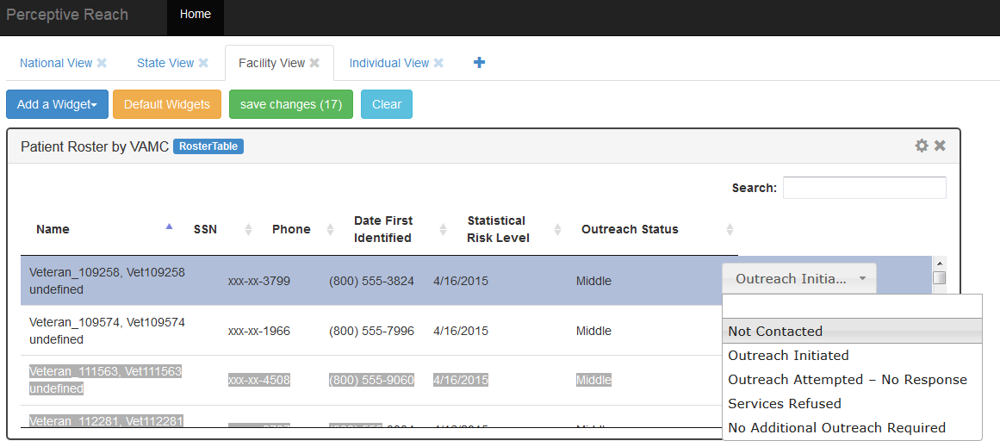 Perceptive Reach Home
National View State View Facility View Individual View
Add a Widget Default Widgets save changes (17) Clear
Patient Roster by VAMC RosterTable
Search:
Name SSN Phone Date First Identified Statistical Risk Level Outreach Status
Veteran_109258, Vet109258 undefined xxx-xx-3799 (800) 555-3824 4/16/2015 Middle Outreach Initia...
Veteran_109574, Vet109574 undefined xxx-xx-1966 (800) 555-7996 4/16/2015 Middle
Veteran_111563, Vet111563 undefined xxx-xx-4508 (800) 555-9060 4/16/2015 Middle
Veteran_112281, Vet112281
Not Contacted
Outreach Initiated
Outreach Attempted – No Response
Services Refused
No Additional Outreach Required